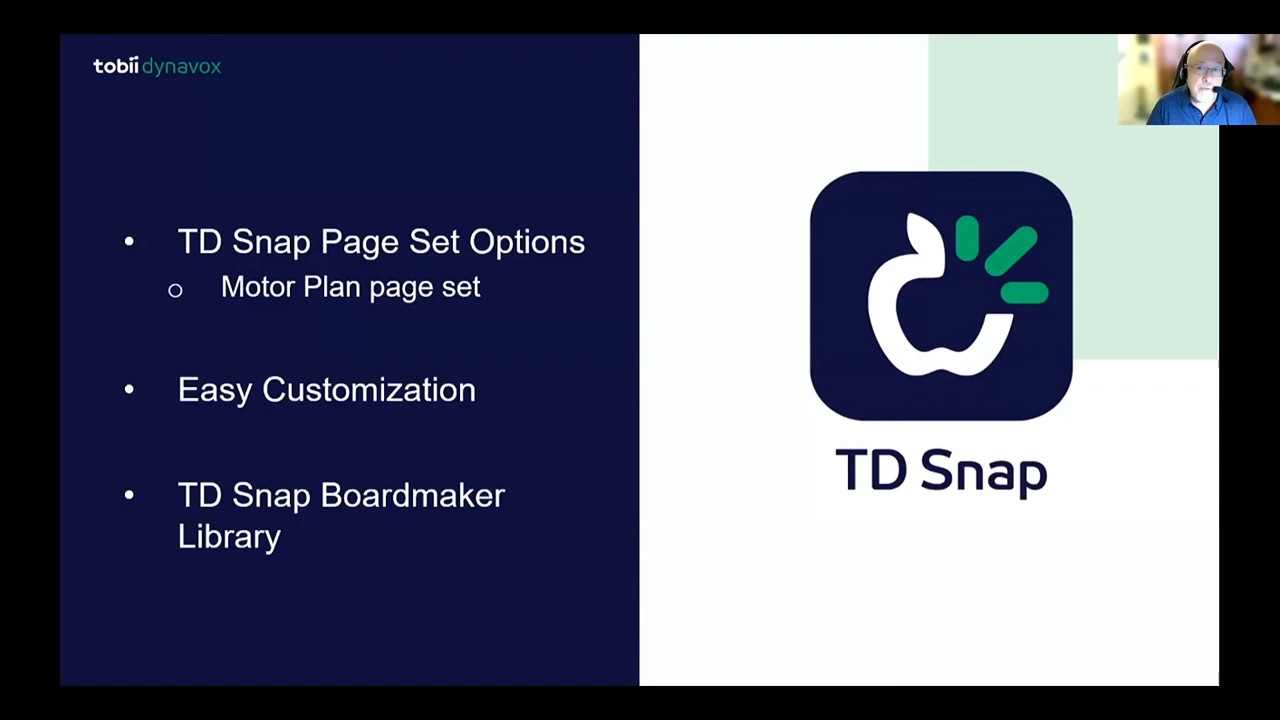 tobii dynavox
TD Snap Page Set Options
Motor Plan page set
Easy Customization
TD Snap Boardmaker
Library
TD Snap